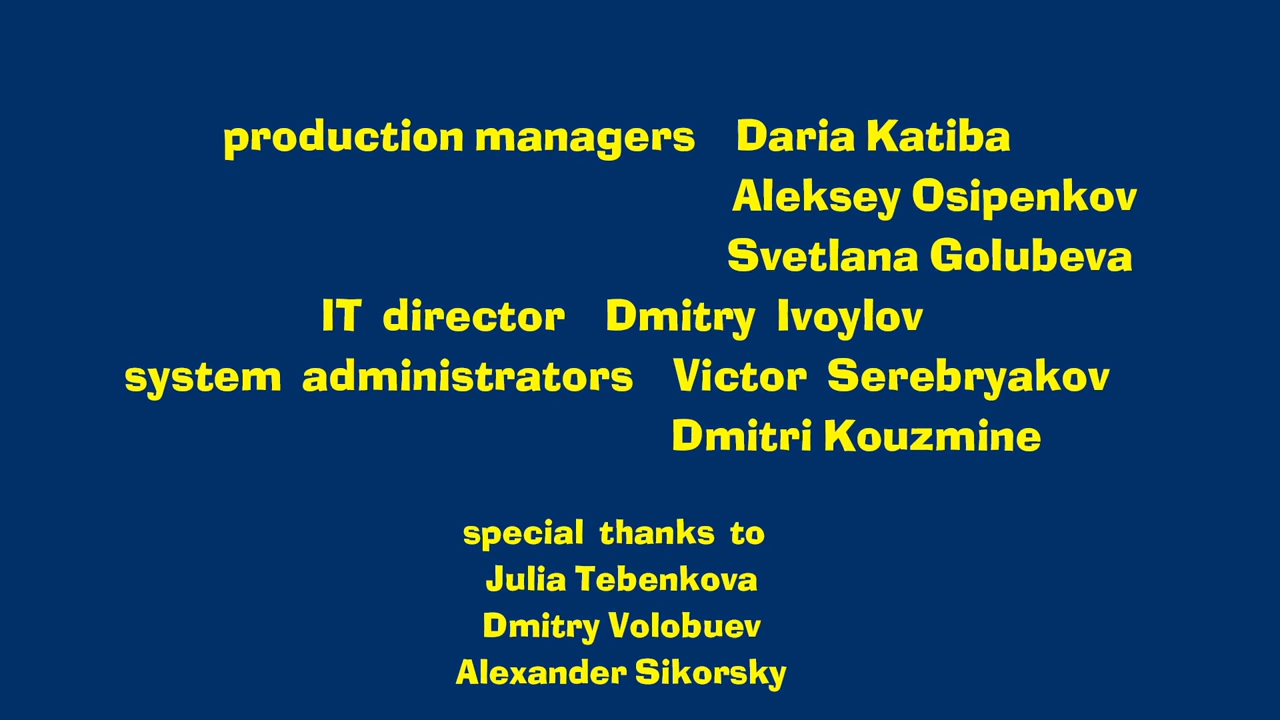 production managers Daria Katiba
Aleksey Osipenkov
Svetlana Golubeva
IT director Dmitry Ivoylov
system administrators Victor Serebryakov
Dmitri Kouzmine
special thanks to
Julia Tebenkova
Dmitry Volobuev
Alexander Sikorsky